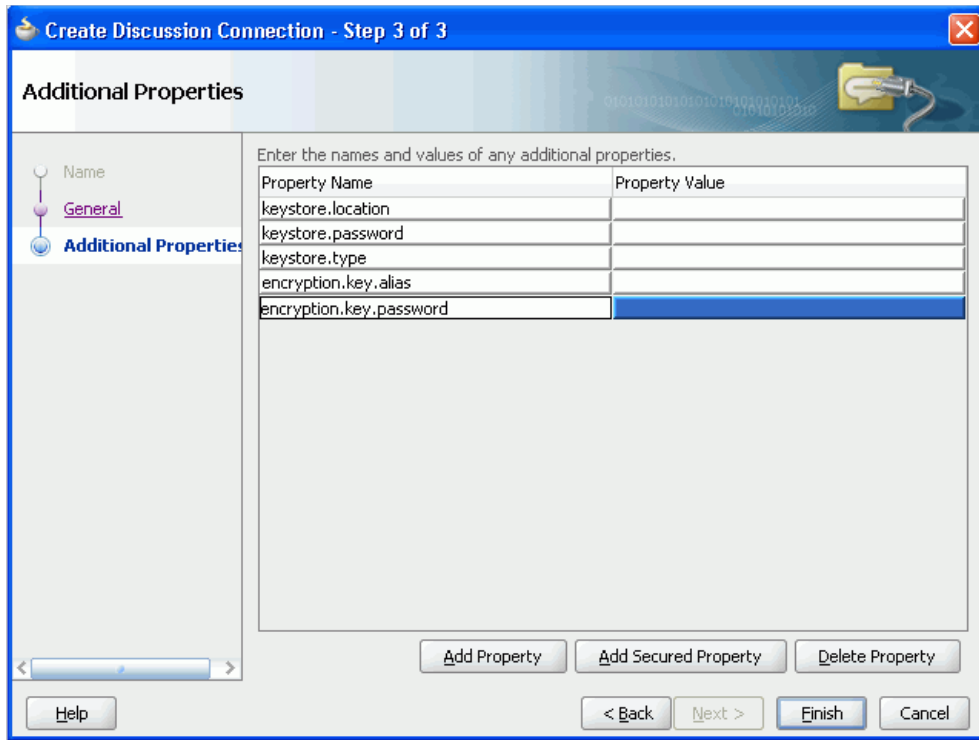 Create Discussion Connection - Step 3 of 3
Additional Properties
Name
General
Additional Properties
Enter the names and values of any additional properties.
Property Name Property Value
keystore.location
keystore.password
keystore.type
encryption.key.alias
encryption.key.password
Add Property Add Secured Property Delete Property
Help < Back Next > Finish Cancel